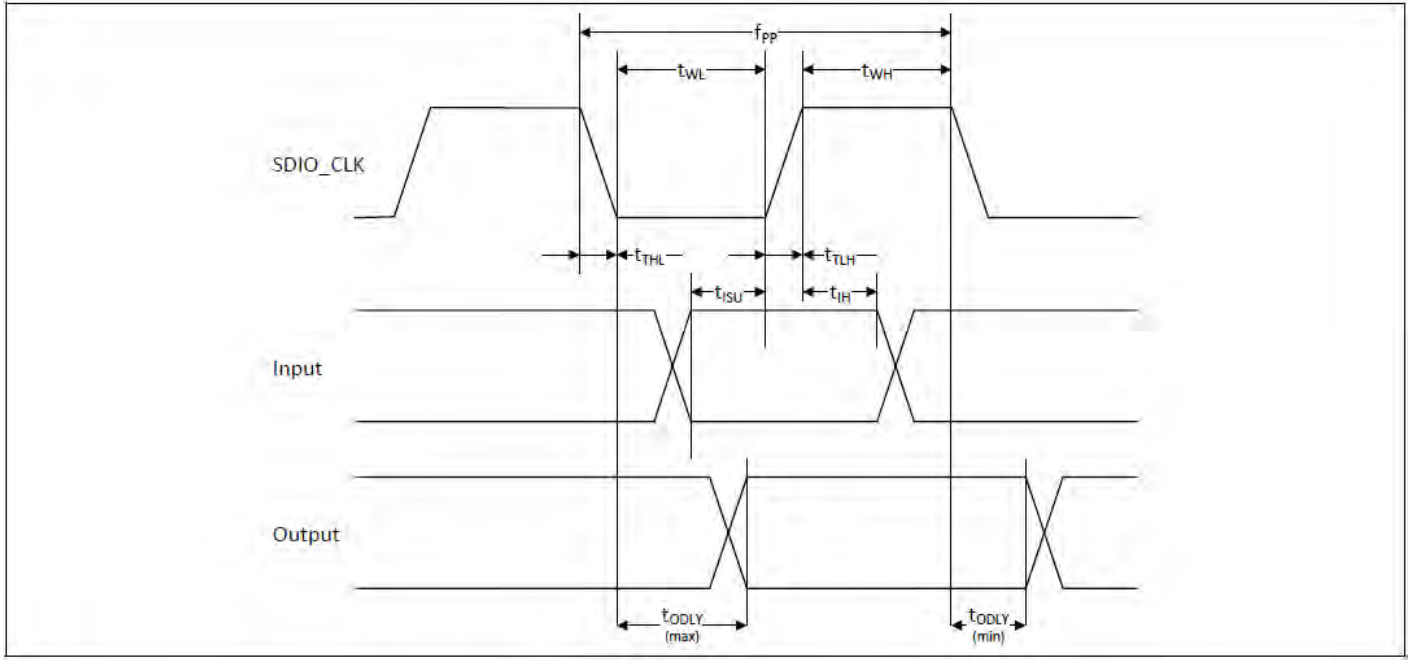 fPP
tWL
tWH
SDIO_CLK
tTHL
tTLH
tISU
tIH
Input
Output
tODLY
(max)
tODLY
(min)